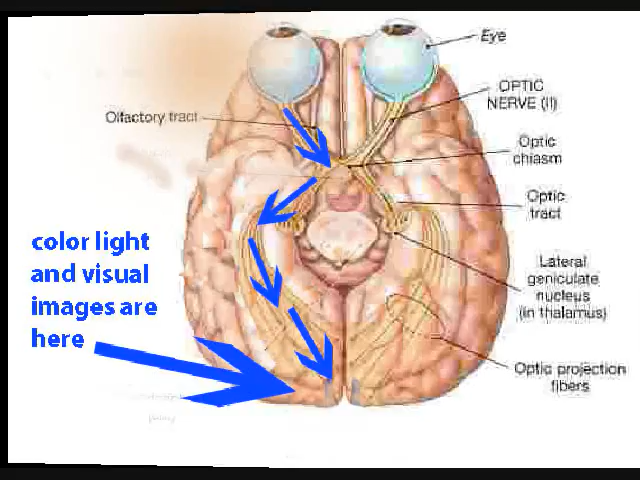 Eye
OPTIC
NERVE (II)
Olfactory tract
Optic
chiasm
Optic
tract
color light
and visual
images are
here
Lateral
geniculate
nucleus
(in thalamus)
Optic projection
fibers